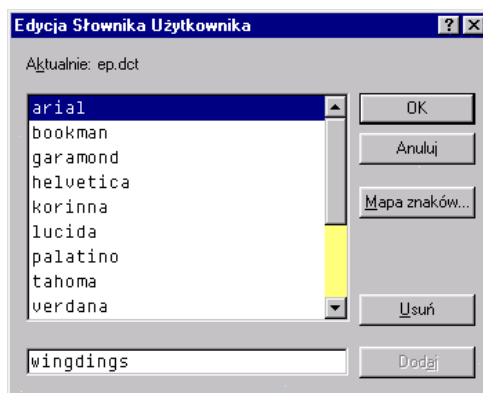 Edycja Słownika Użytkownika
Aktualnie: ep.dct
arial
bookman
garamond
helvetica
korinna
lucida
palatino
tahoma
verdana
wingdings
OK
Anuluj
Mapa znaków...
Usuń
Dodaj